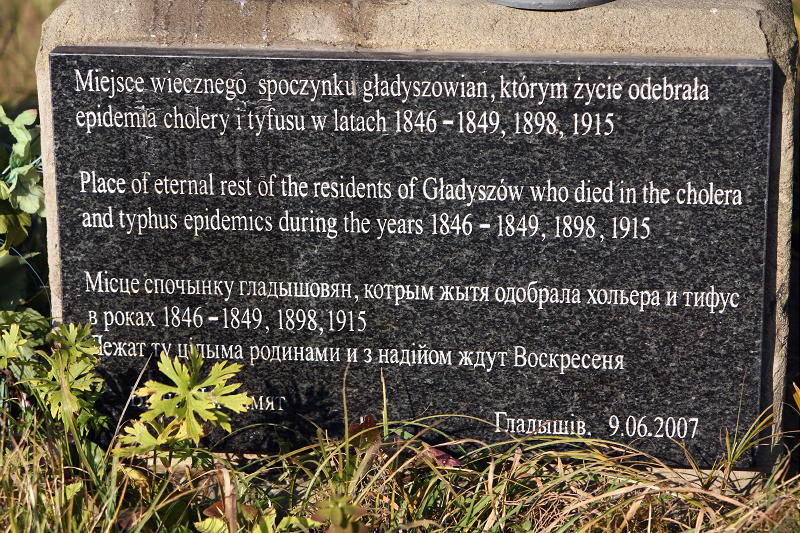 Miejsce wiecznego spoczynku gładyszowian, którym życie odebrała
epidemia cholery i tyfusu w latach 1846 – 1849, 1898, 1915
Place of eternal rest of the residents of Gładyszów who died in the cholera
and typhus epidemics during the years 1846 – 1849, 1898, 1915
Місце спочынку гладышовян, котрым жытя одобрала хольера и тифус
в роках 1846 – 1849, 1898, 1915
Лежат ту цілыма родинами и з надійом ждут Воскресеня
Гладышів, 9.06.2007